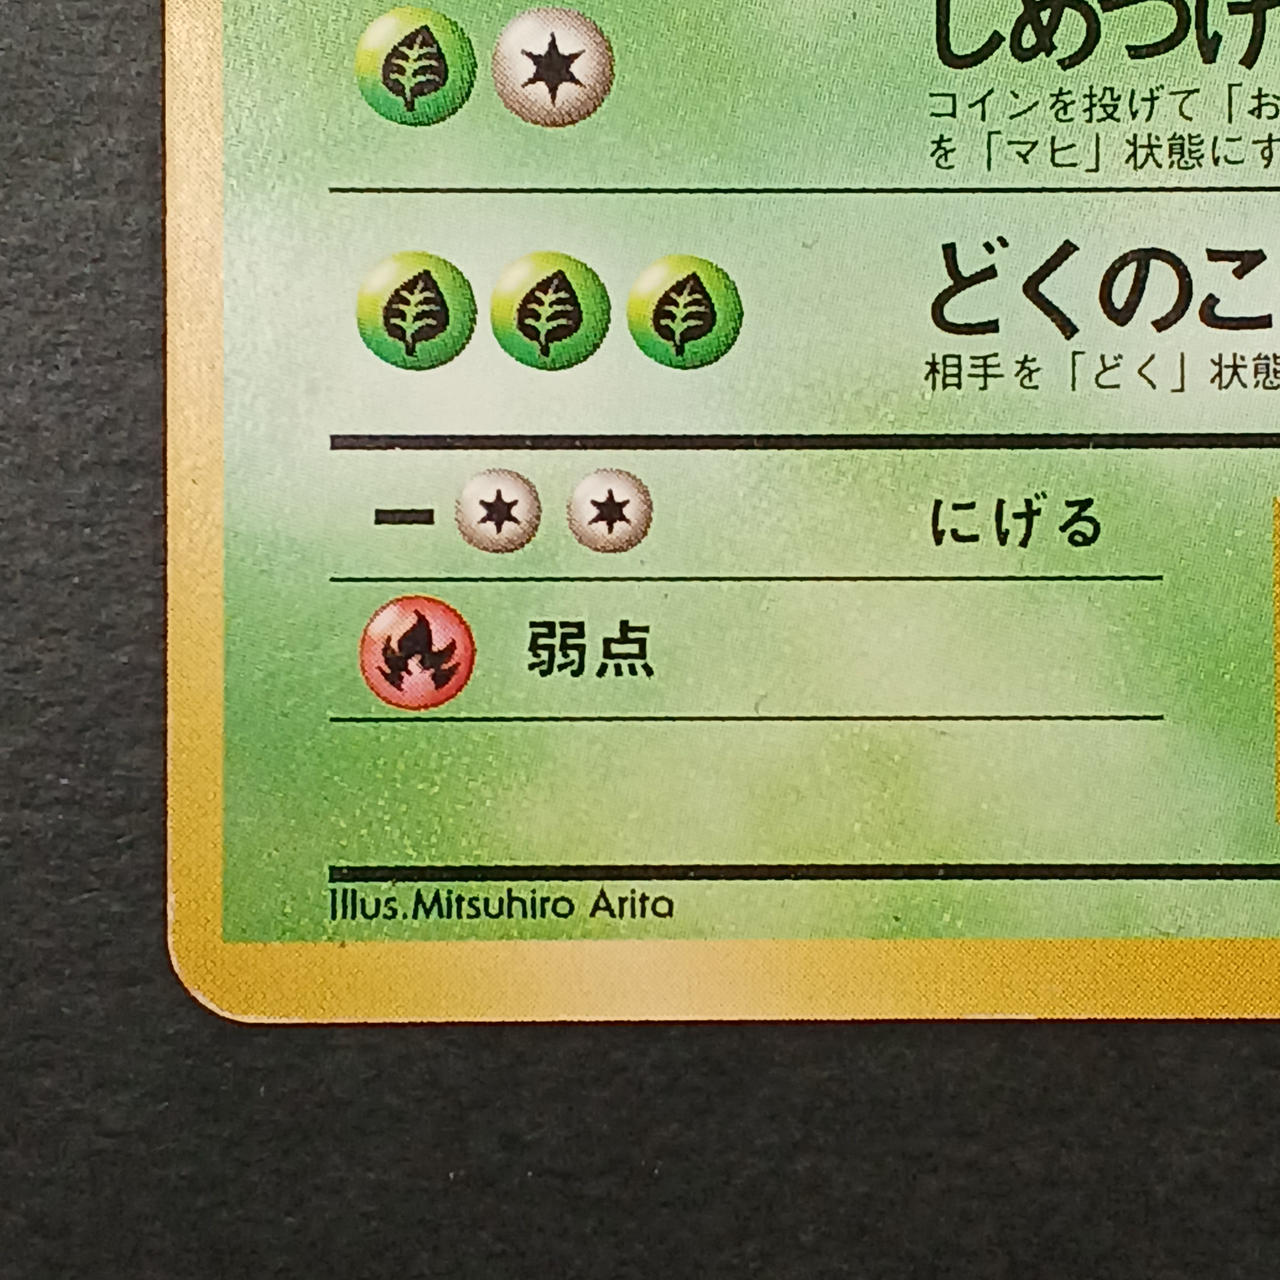 しめつけ
コインを投げて「お
を「マヒ」状態にす
どくのこ
相手を「どく」状態
にげる
弱点
Illus.Mitsuhiro Arita